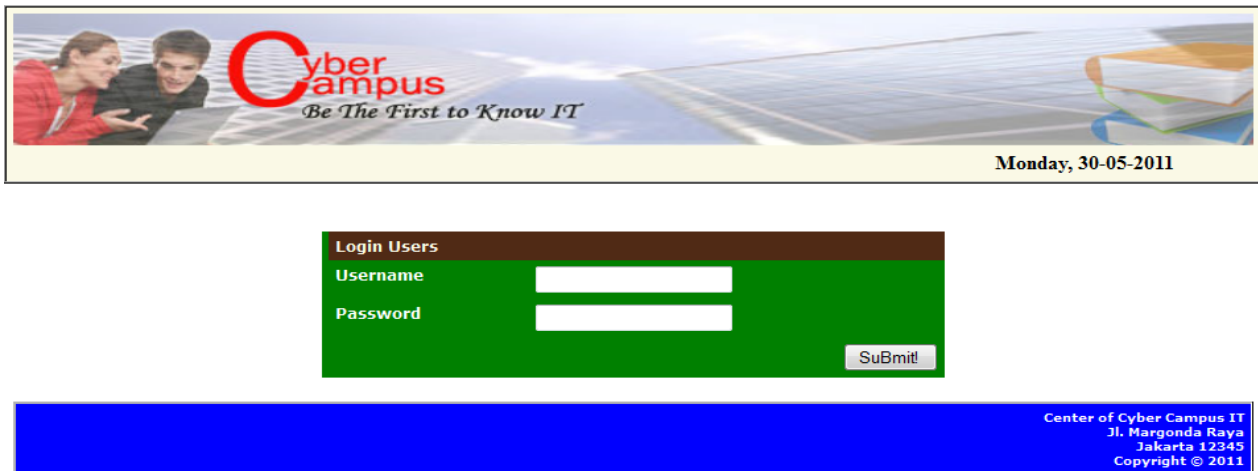 Cyber
Campus
Be The First to Know IT
Monday, 30-05-2011
Login Users
Username
Password
SuBmit!
Center of Cyber Campus IT
Jl. Margonda Raya
Jakarta 12345
Copyright © 2011